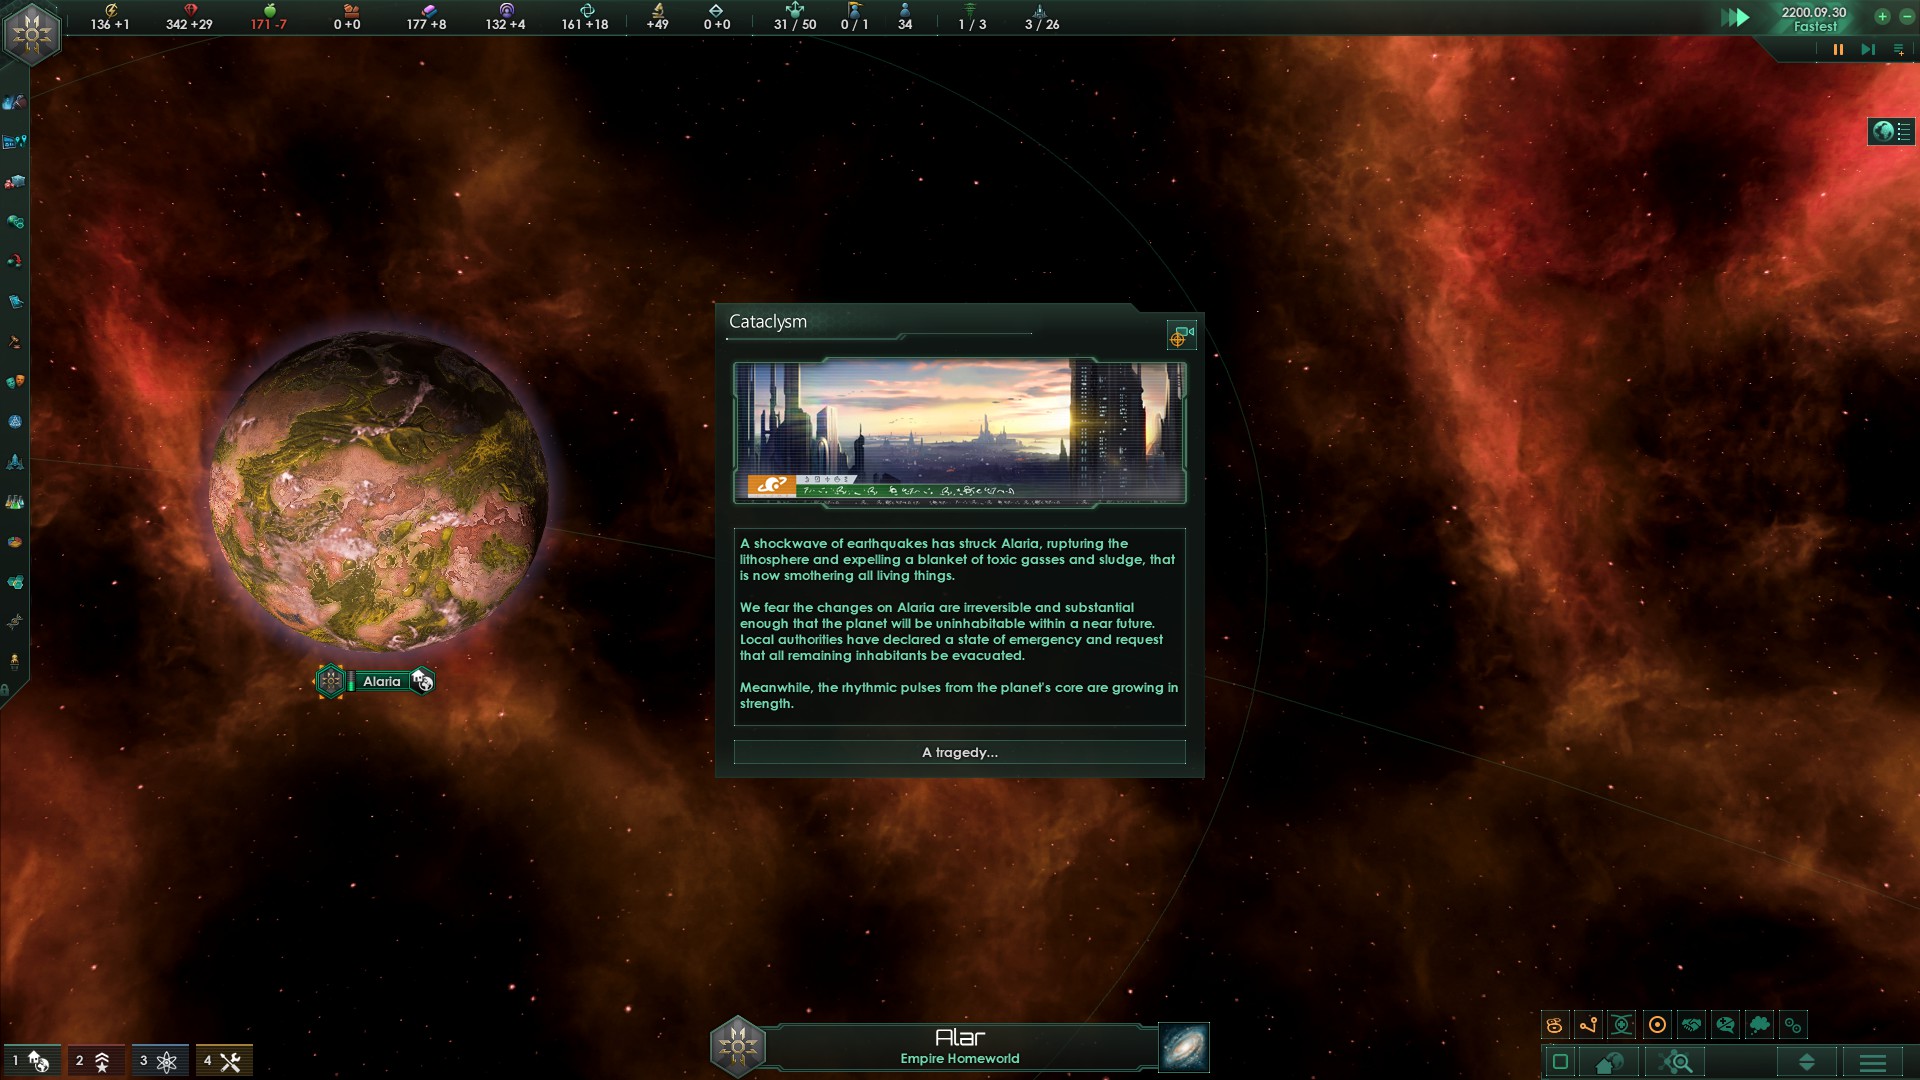 136 +1 342 +29 171 -7 0 +0 177 +8 132 +4 161 +18 +49 0 +0 31 / 50 0 / 1 34 1 / 3 3 / 26 2200.09.30
Fastest
Cataclysm
A shockwave of earthquakes has struck Alaria, rupturing the
lithosphere and expelling a blanket of toxic gasses and sludge, that
is now smothering all living things.
We fear the changes on Alaria are irreversible and substantial
enough that the planet will be uninhabitable within a near future.
Local authorities have declared a state of emergency and request
that all remaining inhabitants be evacuated.
Meanwhile, the rhythmic pulses from the planet's core are growing in
strength.
A tragedy...
Alaria
Alar
Empire Homeworld
1 2 3 4